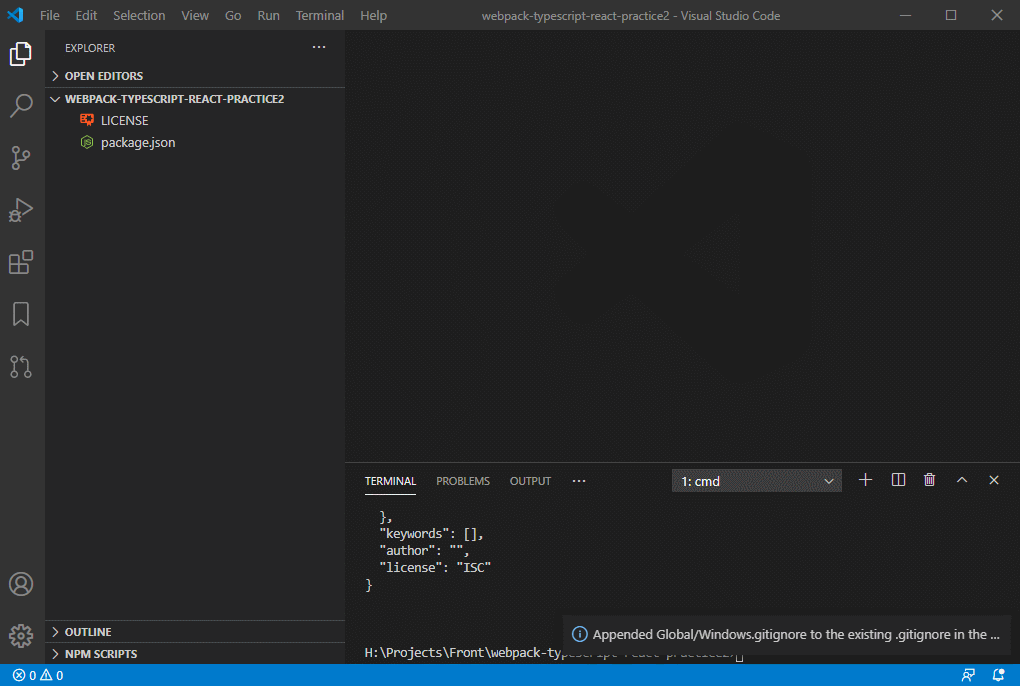 File Edit Selection View Go Run Terminal Help webpack-typescript-react-practice2 - Visual Studio Code
EXPLORER
OPEN EDITORS
WEBPACK-TYPESCRIPT-REACT-PRACTICE2
LICENSE
package.json
OUTLINE
NPM SCRIPTS
TERMINAL PROBLEMS OUTPUT ··· 1: cmd
},
"keywords": [],
"author": "",
"license": "ISC"
}
Appended Global/Windows.gitignore to the existing .gitignore in the ...
H:\Projects\Front\webpack-typescript-react-practice2>
0 0